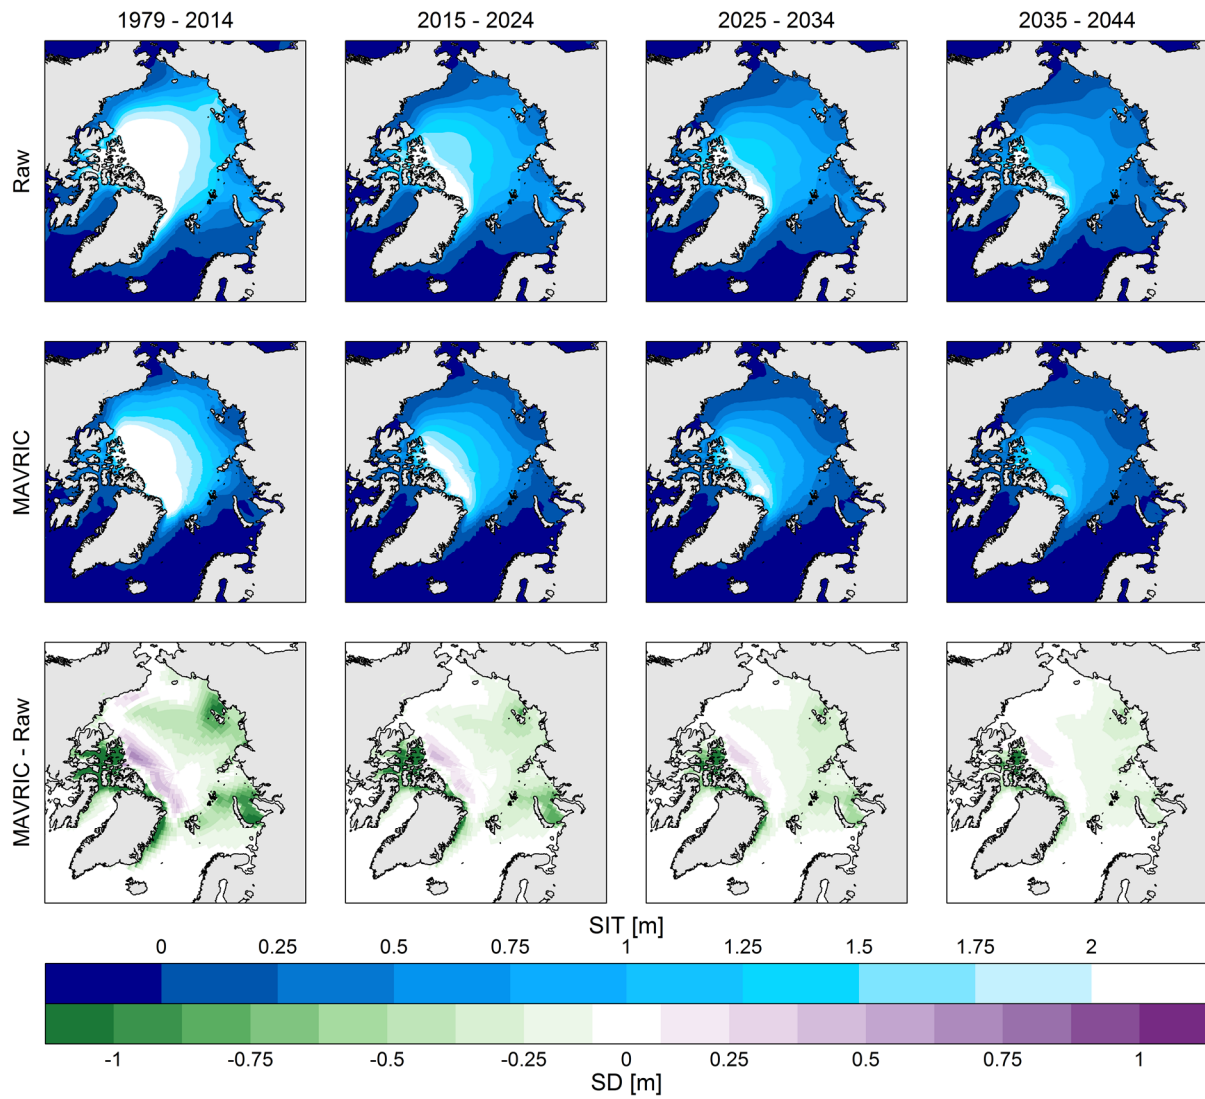 1979 - 2014 2015 - 2024 2025 - 2034 2035 - 2044
Raw
MAVRIC
MAVRIC - Raw
SIT [m]
0 0.25 0.5 0.75 1 1.25 1.5 1.75 2
-1 -0.75 -0.5 -0.25 0 0.25 0.5 0.75 1
SD [m]